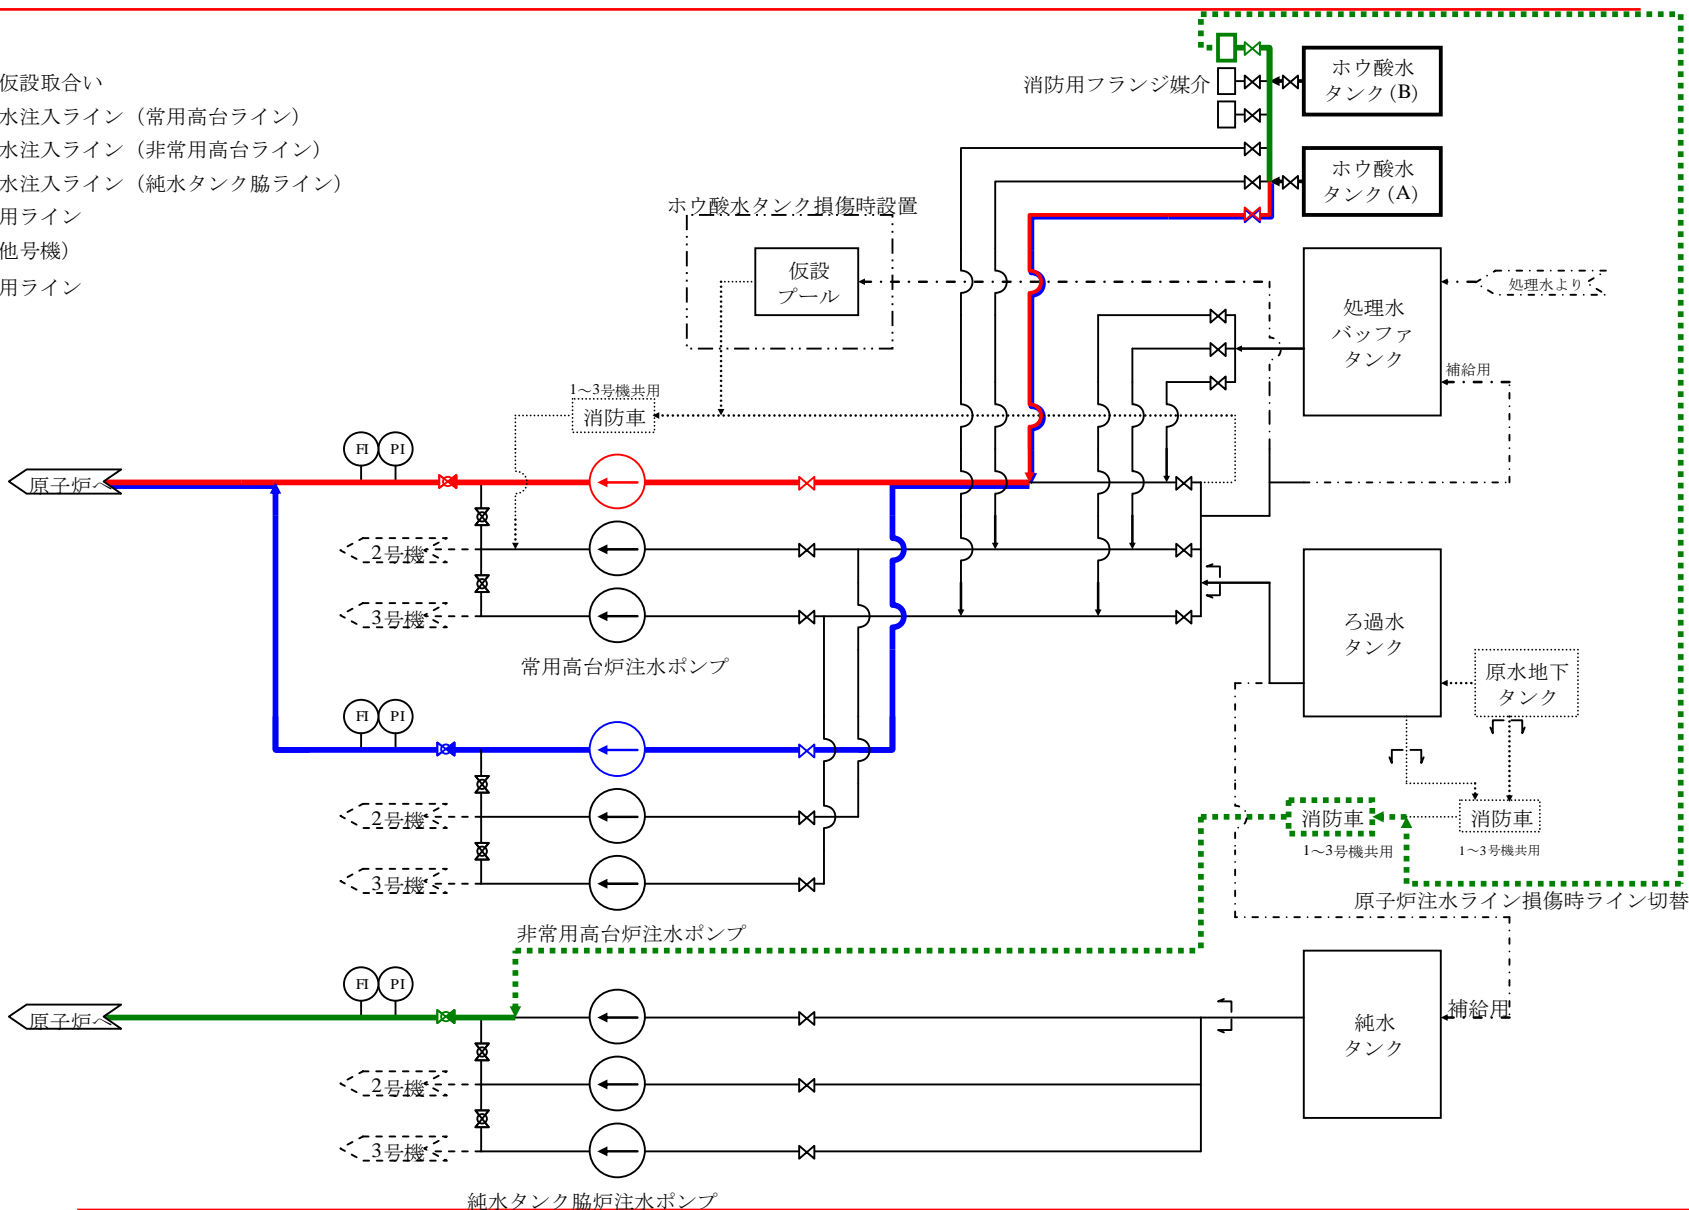 仮設取合い
水注入ライン（常用高台ライン）
水注入ライン（非常用高台ライン）
水注入ライン（純水タンク脇ライン）
用ライン
他号機）
用ライン
消防用フランジ媒介
ホウ酸水
タンク(B)
ホウ酸水
タンク(A)
ホウ酸水タンク損傷時設置
仮設
プール
処理水
バッファ
タンク
処理水より
補給用
1～3号機共用
消防車
FI
PI
原子炉へ
2号機
3号機
常用高台炉注水ポンプ
ろ過水
タンク
原水地下
タンク
FI
PI
2号機
3号機
非常用高台炉注水ポンプ
消防車
1～3号機共用
消防車
1～3号機共用
原子炉注水ライン損傷時ライン切替
FI
PI
原子炉へ
2号機
3号機
純水タンク脇炉注水ポンプ
純水
タンク
補給用